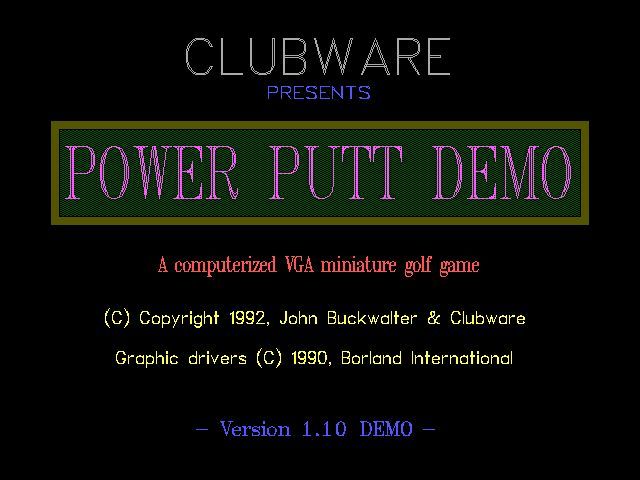 CLUBWARE
PRESENTS
POWER PUTT DEMO
A computerized VGA miniature golf game
(C) Copyright 1992, John Buckwalter & Clubware
Graphic drivers (C) 1990, Borland International
- Version 1.10 DEMO -